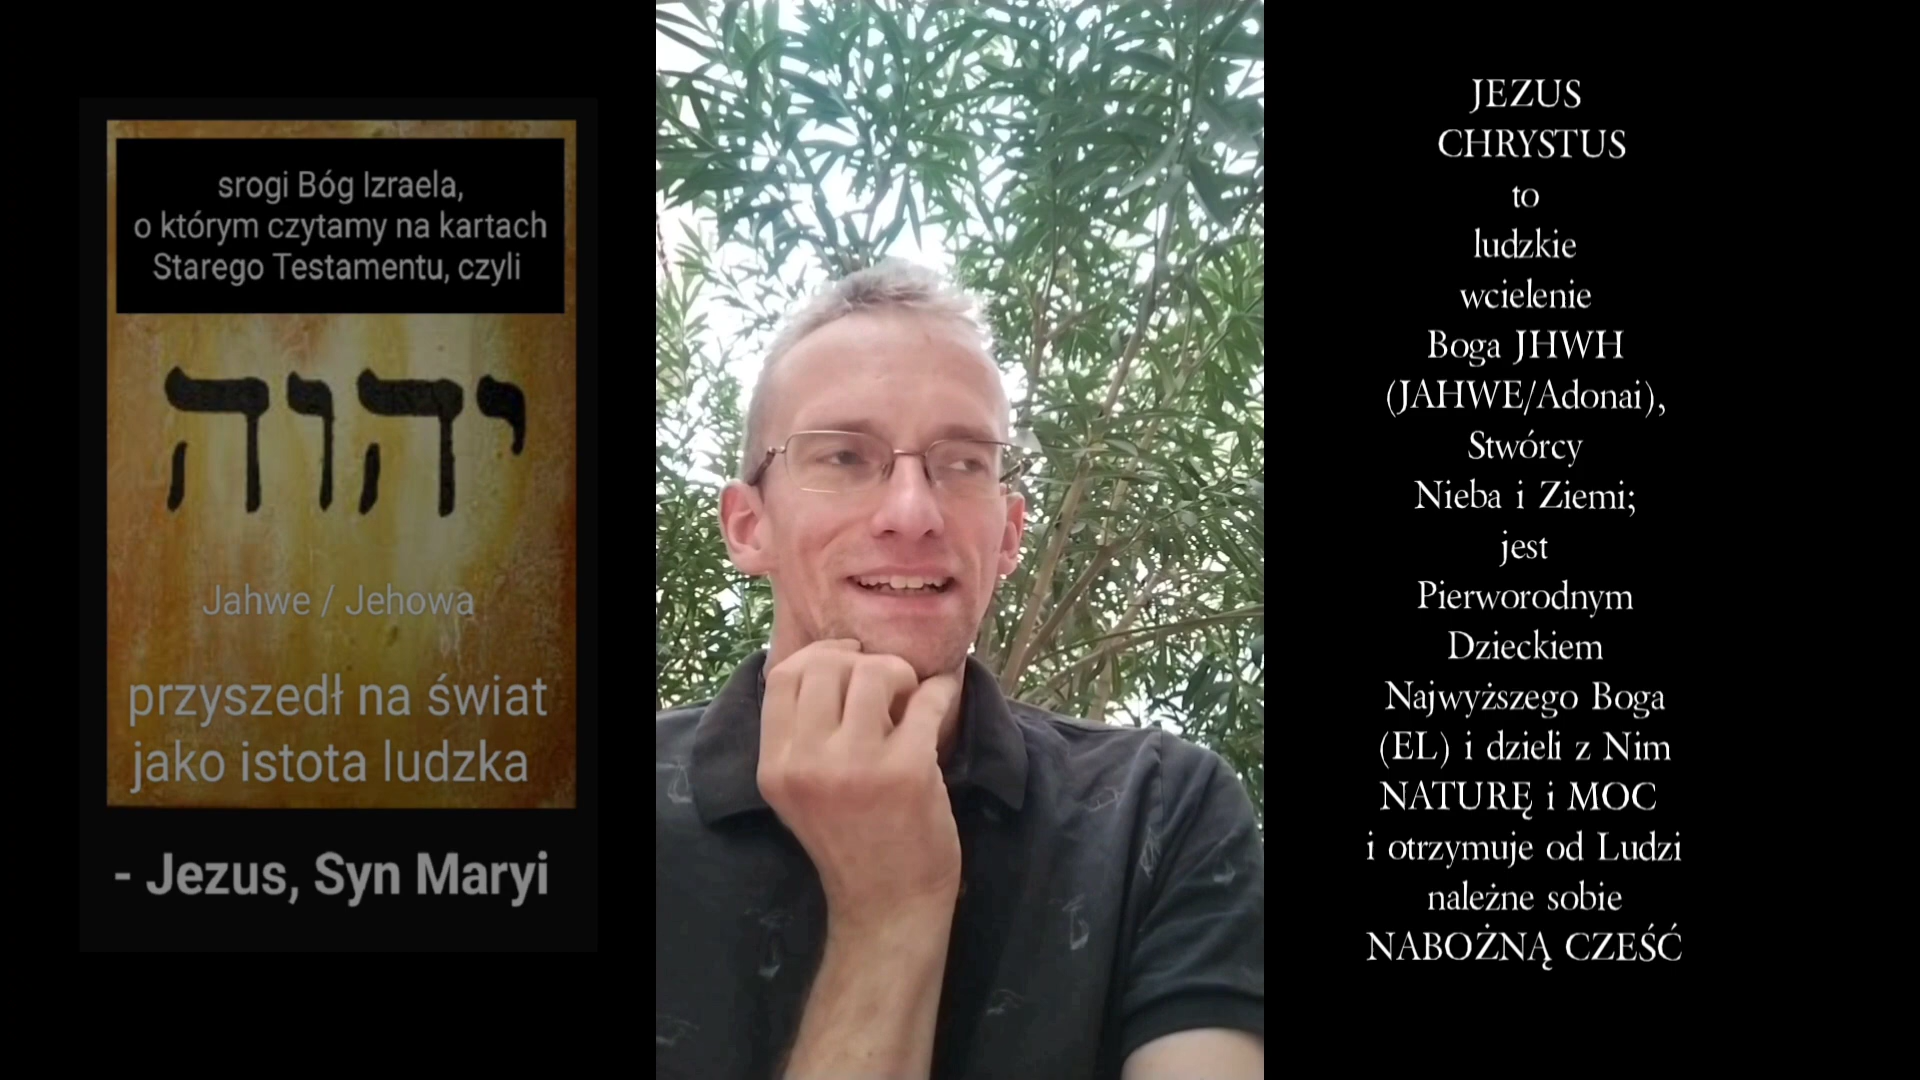 srogi Bóg Izraela,
o którym czytamy na kartach
Starego Testamentu, czyli
יהוה
Jahwe / Jehowa
przyszedł na świat
jako istota ludzka
- Jezus, Syn Maryi
JEZUS
CHRYSTUS
to
ludzkie
wcielenie
Boga JHWH
(JAHWE/Adonai),
Stwórcy
Nieba i Ziemi;
jest
Pierworodnym
Dzieckiem
Najwyższego Boga
(EL) i dzieli z Nim
NATURĘ i MOC
i otrzymuje od Ludzi
należne sobie
NABOŻNĄ CZEŚĆ